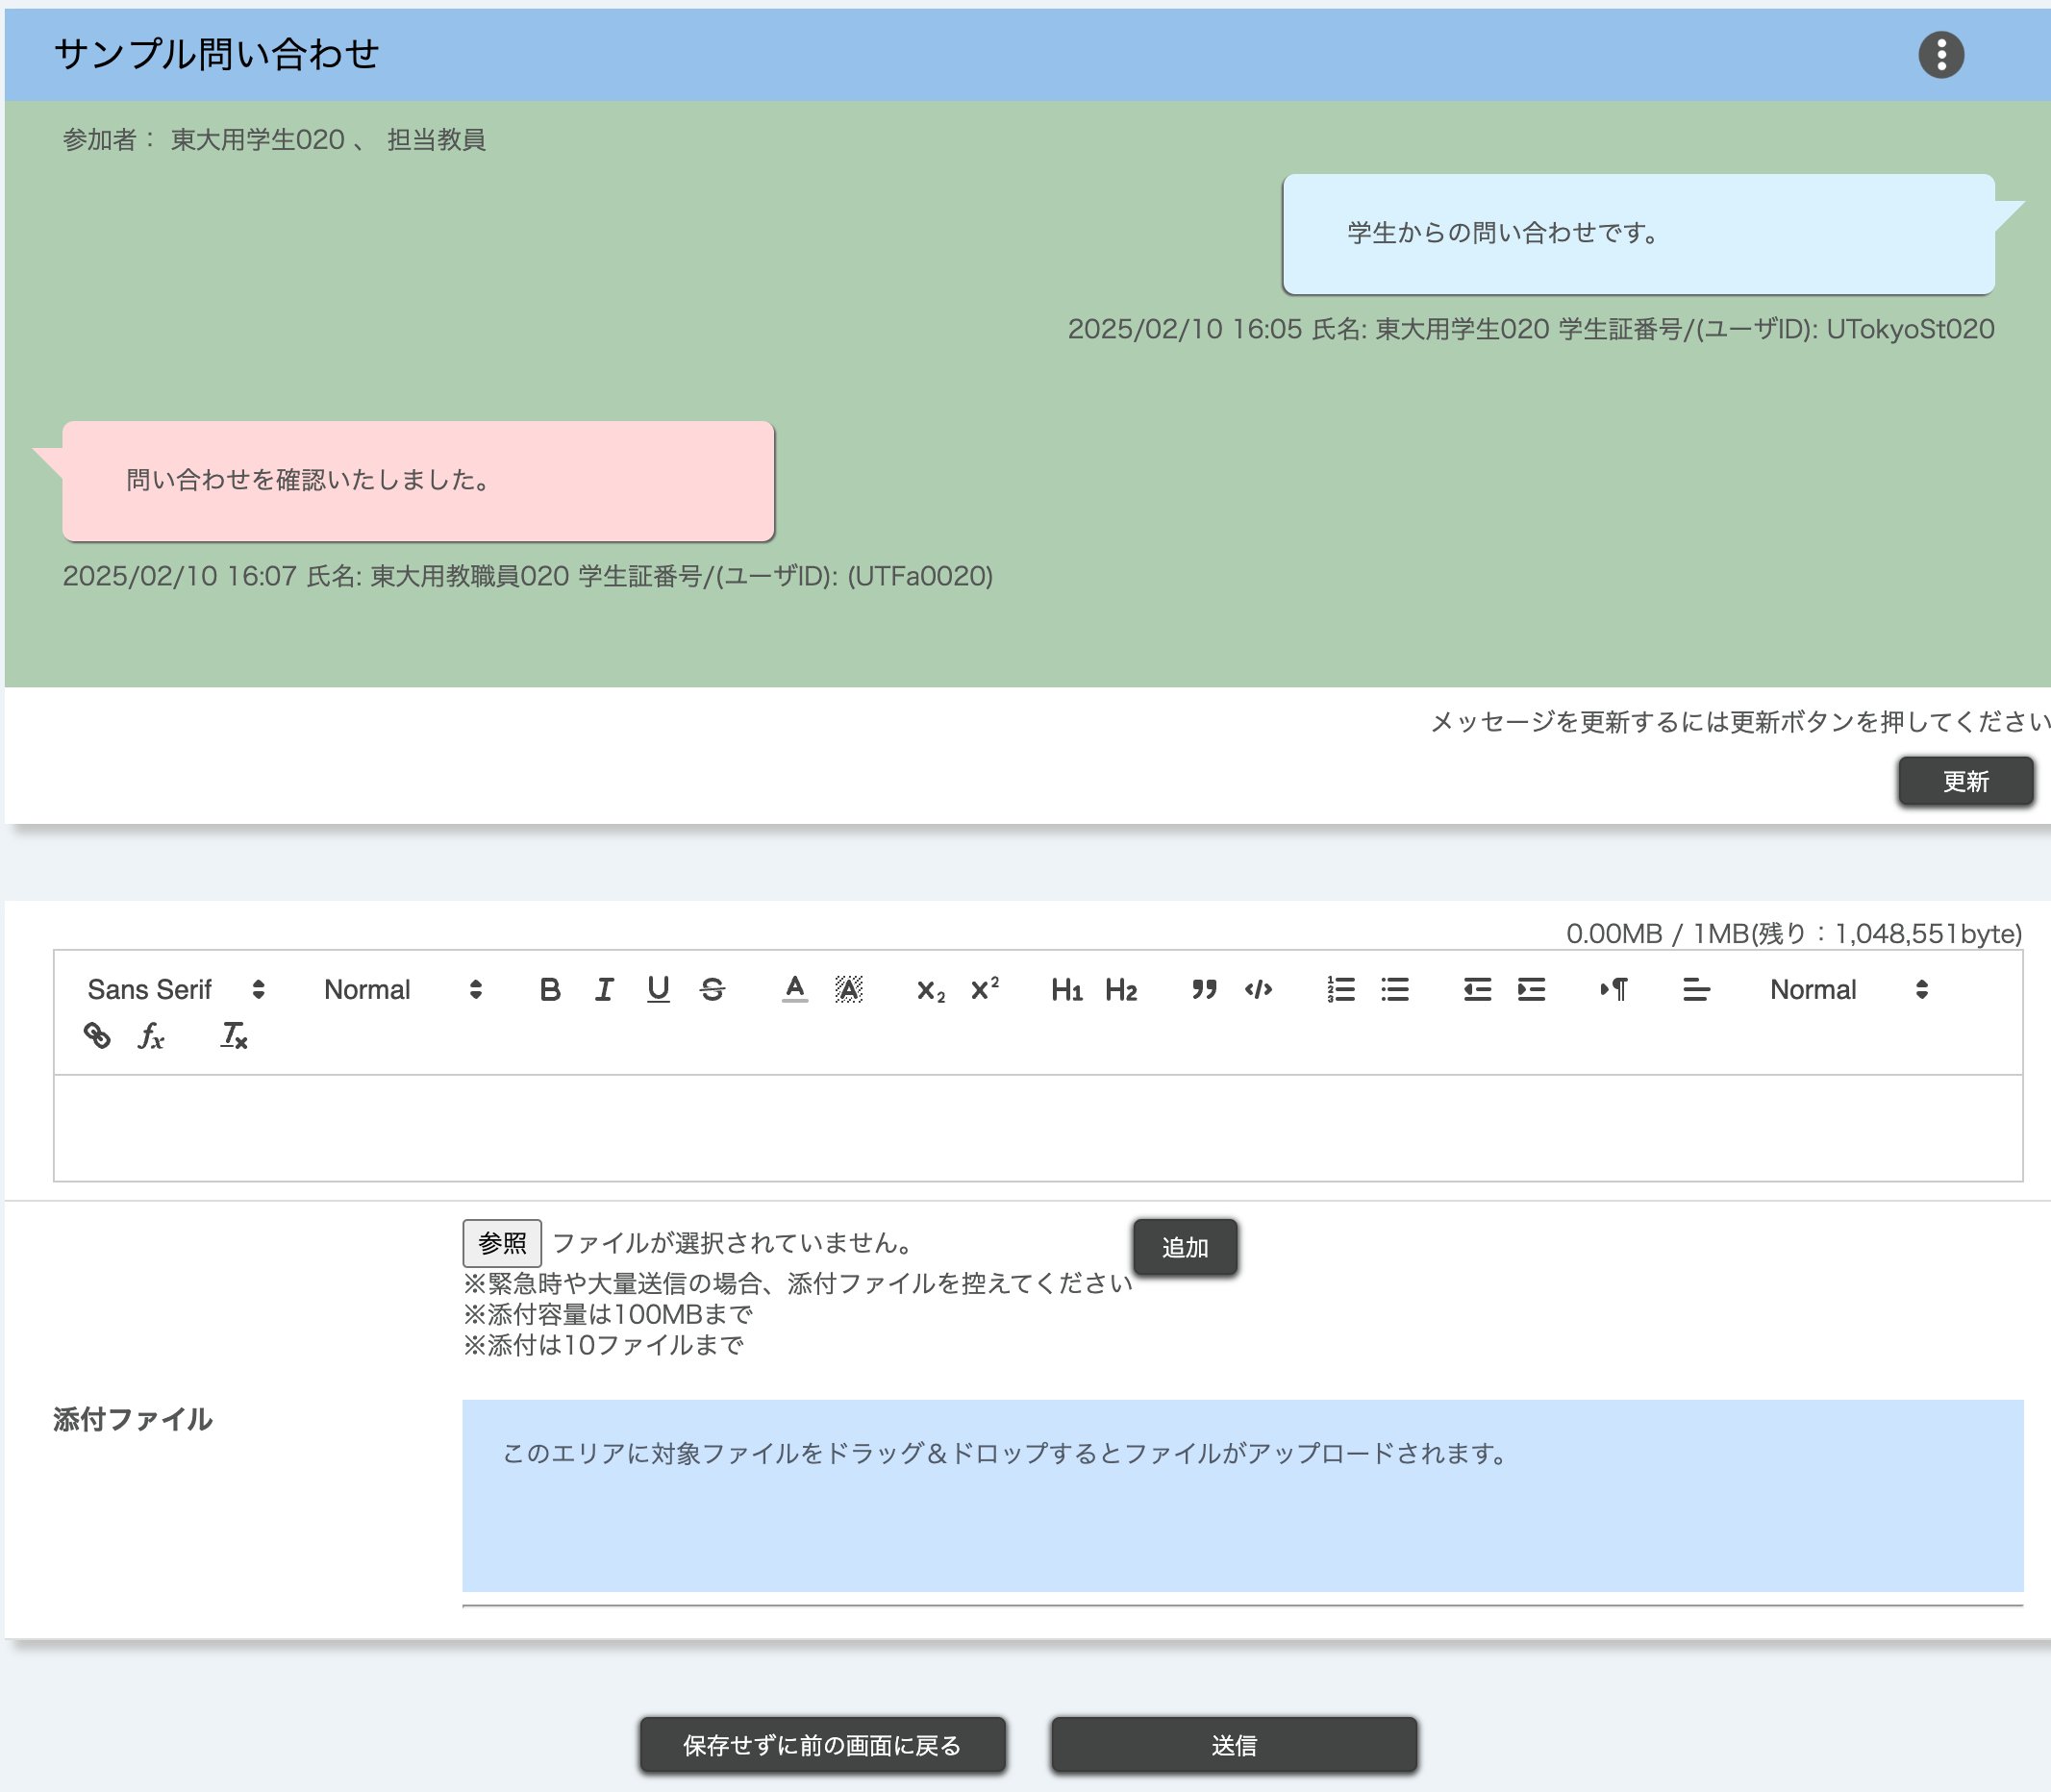 サンプル問い合わせ
参加者： 東大用学生020 、 担当教員
学生からの問い合わせです。
2025/02/10 16:05 氏名: 東大用学生020 学生証番号/(ユーザID): UTokyoSt020
問い合わせを確認いたしました。
2025/02/10 16:07 氏名: 東大用教職員020 学生証番号/(ユーザID): (UTFa0020)
メッセージを更新するには更新ボタンを押してください
更新
0.00MB / 1MB(残り：1,048,551byte)
Sans Serif Normal B I U S A A x₂ x² H1 H2 Normal
fx Tx
参照 ファイルが選択されていません。 追加
※緊急時や大量送信の場合、添付ファイルを控えてください
※添付容量は100MBまで
※添付は10ファイルまで
添付ファイル
このエリアに対象ファイルをドラッグ＆ドロップするとファイルがアップロードされます。
保存せずに前の画面に戻る 送信